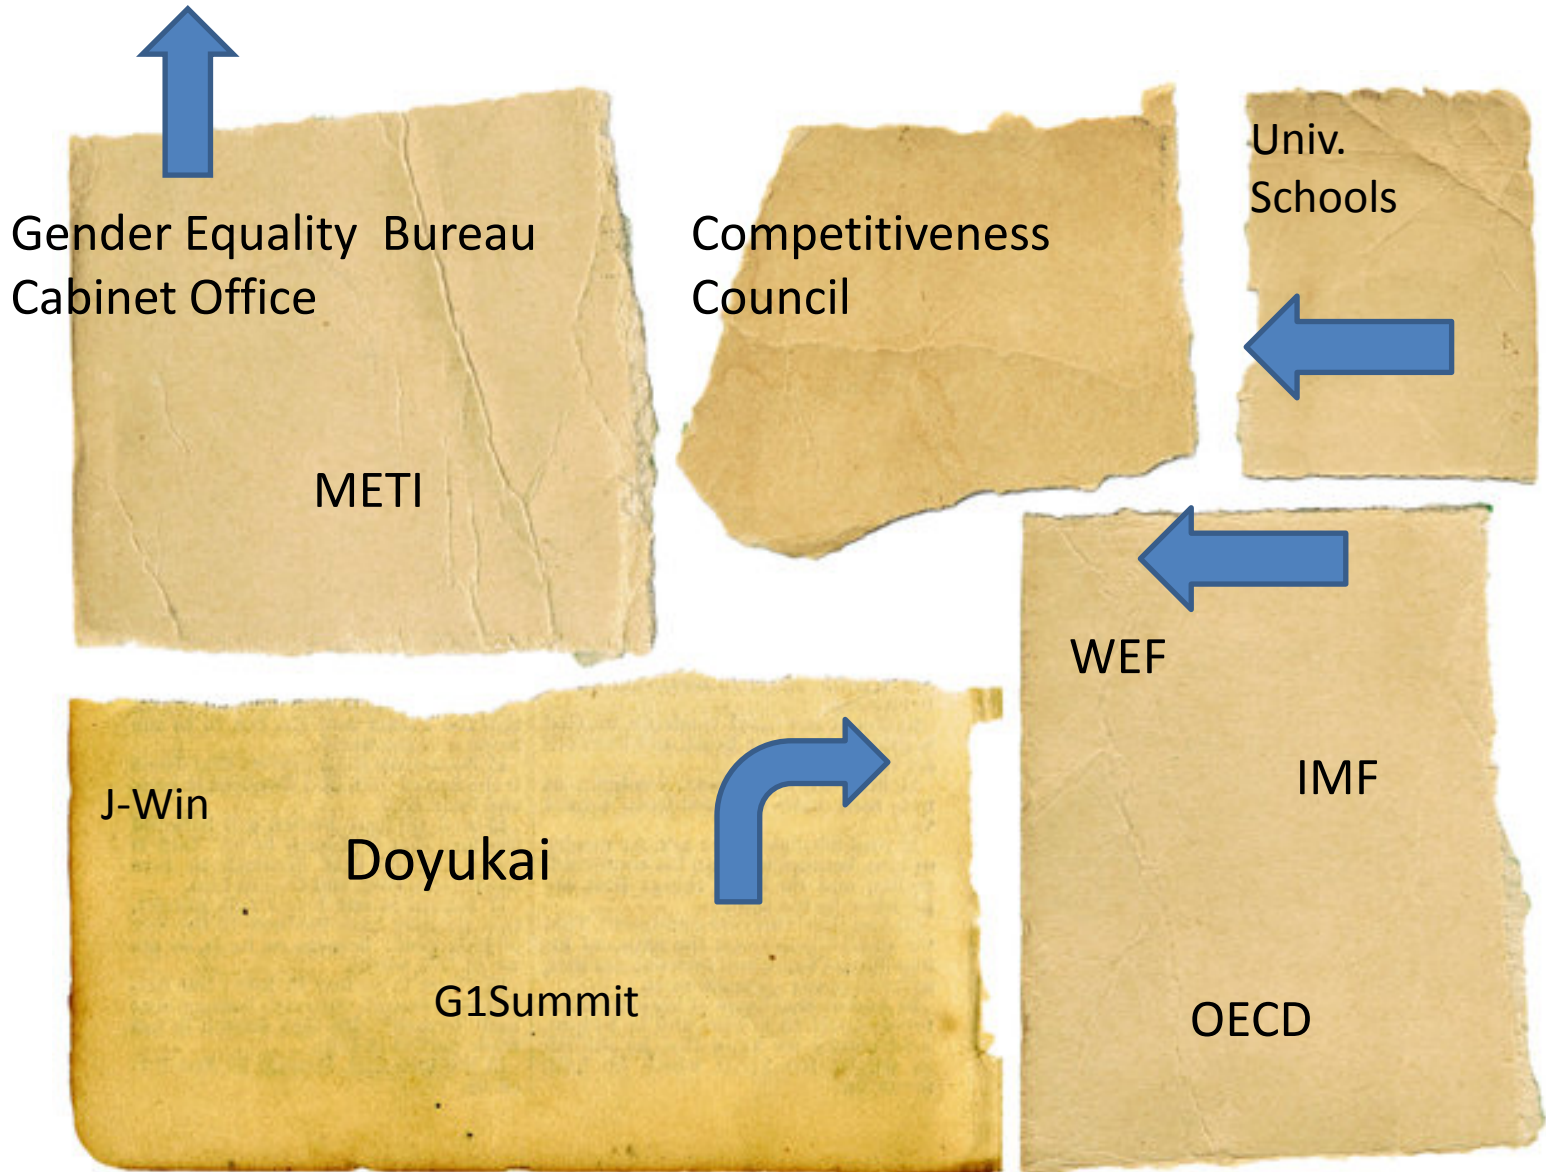 Gender Equality  Bureau
Cabinet Office
METI
Competitiveness
Council
Univ.
Schools
J-Win
Doyukai
G1Summit
WEF
IMF
OECD